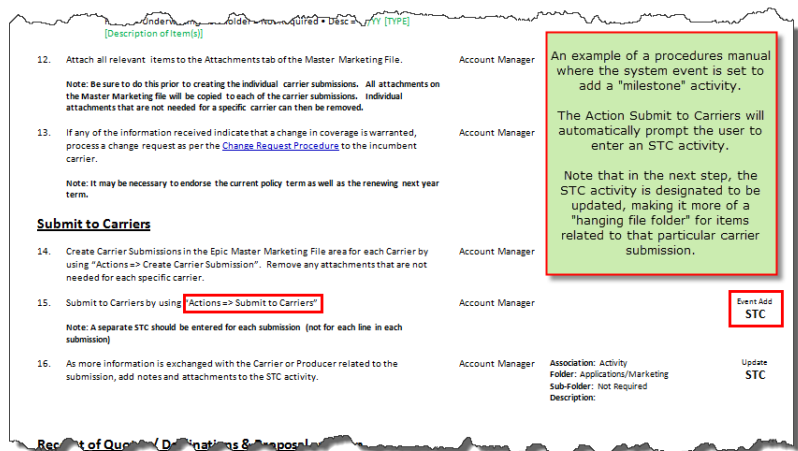 [Description of Item(s)]
12. Attach all relevant items to the Attachments tab of the Master Marketing File. Account Manager
Note: Be sure to do this prior to creating the individual carrier submissions. All attachments on
the Master Marketing file will be copied to each of the carrier submissions. Individual
attachments that are not needed for a specific carrier can then be removed.
13. If any of the information received indicate that a change in coverage is warranted, Account Manager
process a change request as per the Change Request Procedure to the incumbent
carrier.
Note: It may be necessary to endorse the current policy term as well as the renewing next year
term.
An example of a procedures manual
where the system event is set to
add a "milestone" activity.
The Action Submit to Carriers will
automatically prompt the user to
enter an STC activity.
Note that in the next step, the
STC activity is designated to be
updated, making it more of a
"hanging file folder" for items
related to that particular carrier
submission.
Submit to Carriers
14. Create Carrier Submissions in the Epic Master Marketing File area for each Carrier by Account Manager
using "Actions => Create Carrier Submission". Remove any attachments that are not
needed for each specific carrier.
15. Submit to Carriers by using "Actions => Submit to Carriers" Account Manager Event Add
STC
Note: A separate STC should be entered for each submission (not for each line in each
submission)
16. As more information is exchanged with the Carrier or Producer related to the Account Manager Association: Activity Update
submission, add notes and attachments to the STC activity. Folder: Applications/Marketing STC
Sub-Folder: Not Required
Description: